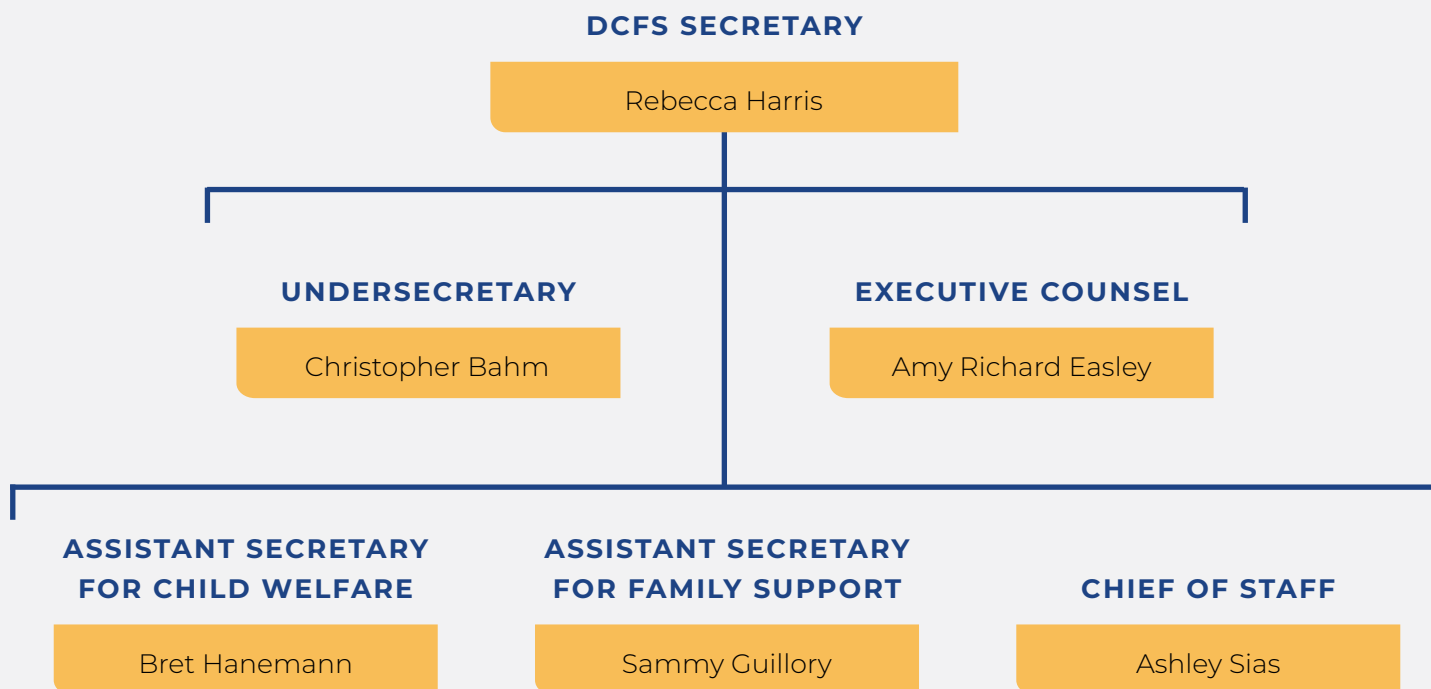 DCFS SECRETARY
Rebecca Harris
UNDERSECRETARY
Christopher Bahm
EXECUTIVE COUNSEL
Amy Richard Easley
ASSISTANT SECRETARY
FOR CHILD WELFARE
Bret Hanemann
ASSISTANT SECRETARY
FOR FAMILY SUPPORT
Sammy Guillory
CHIEF OF STAFF
Ashley Sias